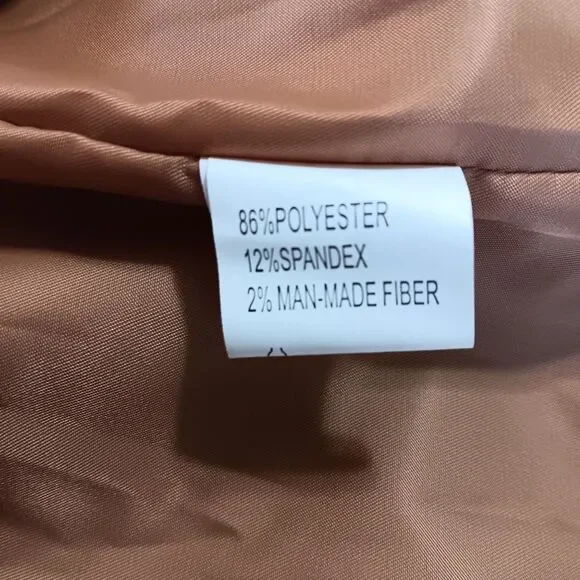 86%POLYESTER
12%SPANDEX
2% MAN-MADE FIBER